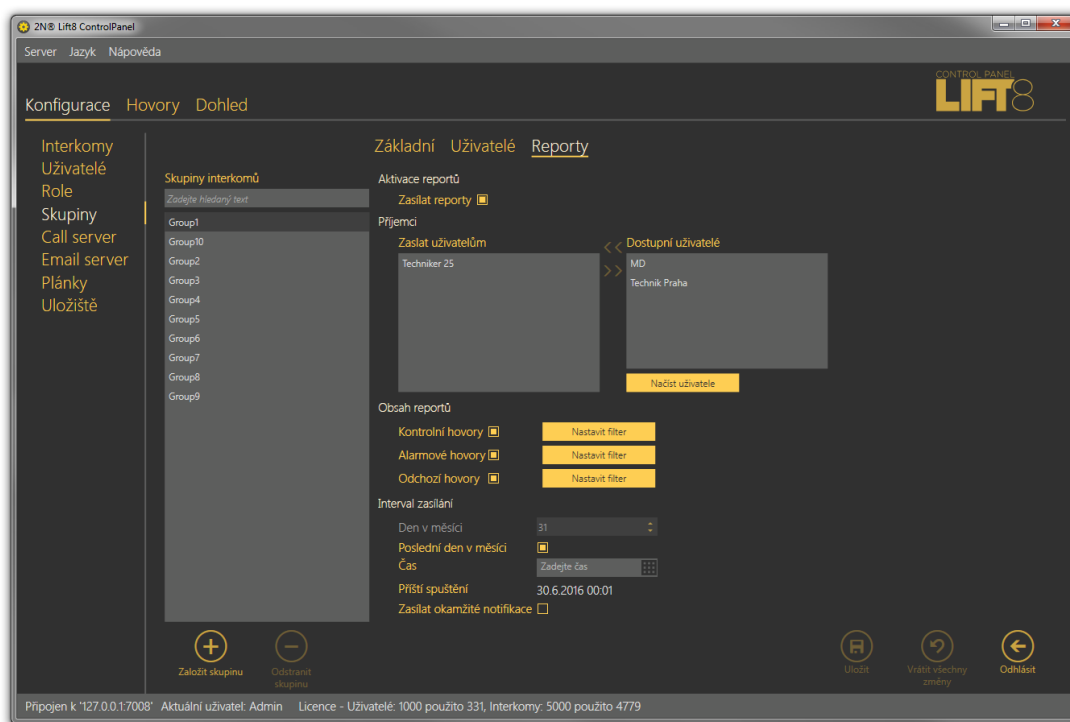 2N® Lift8 ControlPanel
Server Jazyk Nápověda
CONTROL PANEL
LIFT8
Konfigurace Hovory Dohled
Interkomy
Uživatelé
Role
Skupiny
Call server
Email server
Plánky
Uložiště
Skupiny interkomů
Zadejte hledaný text
Group1
Group10
Group2
Group3
Group4
Group5
Group6
Group7
Group8
Group9
Založit skupinu
Odstranit skupinu
Základní Uživatelé Reporty
Aktivace reportů
Zasílat reporty
Příjemci
Zaslat uživatelům
Techniker 25
<< >>
Dostupní uživatelé
MD
Technik Praha
Načíst uživatele
Obsah reportů
Kontrolní hovory Nastavit filter
Alarmové hovory Nastavit filter
Odchozí hovory Nastavit filter
Interval zasílání
Den v měsíci 31
Poslední den v měsíci
Čas Zadejte čas
Příští spuštění 30.6.2016 00:01
Zasílat okamžité notifikace
Uložit
Vrátit všechny změny
Odhlásit
Připojen k '127.0.0.1:7008' Aktuální uživatel: Admin Licence - Uživatelé: 1000 použito 331, Interkomy: 5000 použito 4779